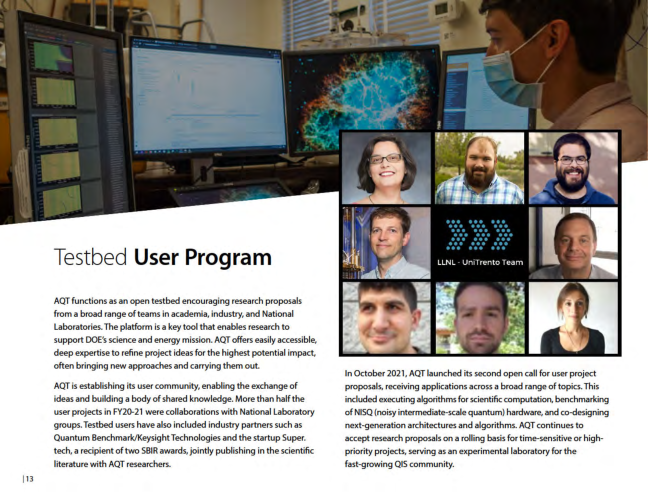 LLNL - UniTrento Team
Testbed User Program
AQT functions as an open testbed encouraging research proposals
from a broad range of teams in academia, industry, and National
Laboratories. The platform is a key tool that enables research to
support DOE's science and energy mission. AQT offers easily accessible,
deep expertise to refine project ideas for the highest potential impact,
often bringing new approaches and carrying them out.
AQT is establishing its user community, enabling the exchange of
ideas and building a body of shared knowledge. More than half the
user projects in FY20-21 were collaborations with National Laboratory
groups. Testbed users have also included industry partners such as
Quantum Benchmark/Keysight Technologies and the startup Super.
tech, a recipient of two SBIR awards, jointly publishing in the scientific
literature with AQT researchers.
In October 2021, AQT launched its second open call for user project
proposals, receiving applications across a broad range of topics. This
included executing algorithms for scientific computation, benchmarking
of NISQ (noisy intermediate-scale quantum) hardware, and co-designing
next-generation architectures and algorithms. AQT continues to
accept research proposals on a rolling basis for time-sensitive or high-
priority projects, serving as an experimental laboratory for the
fast-growing QIS community.
|13